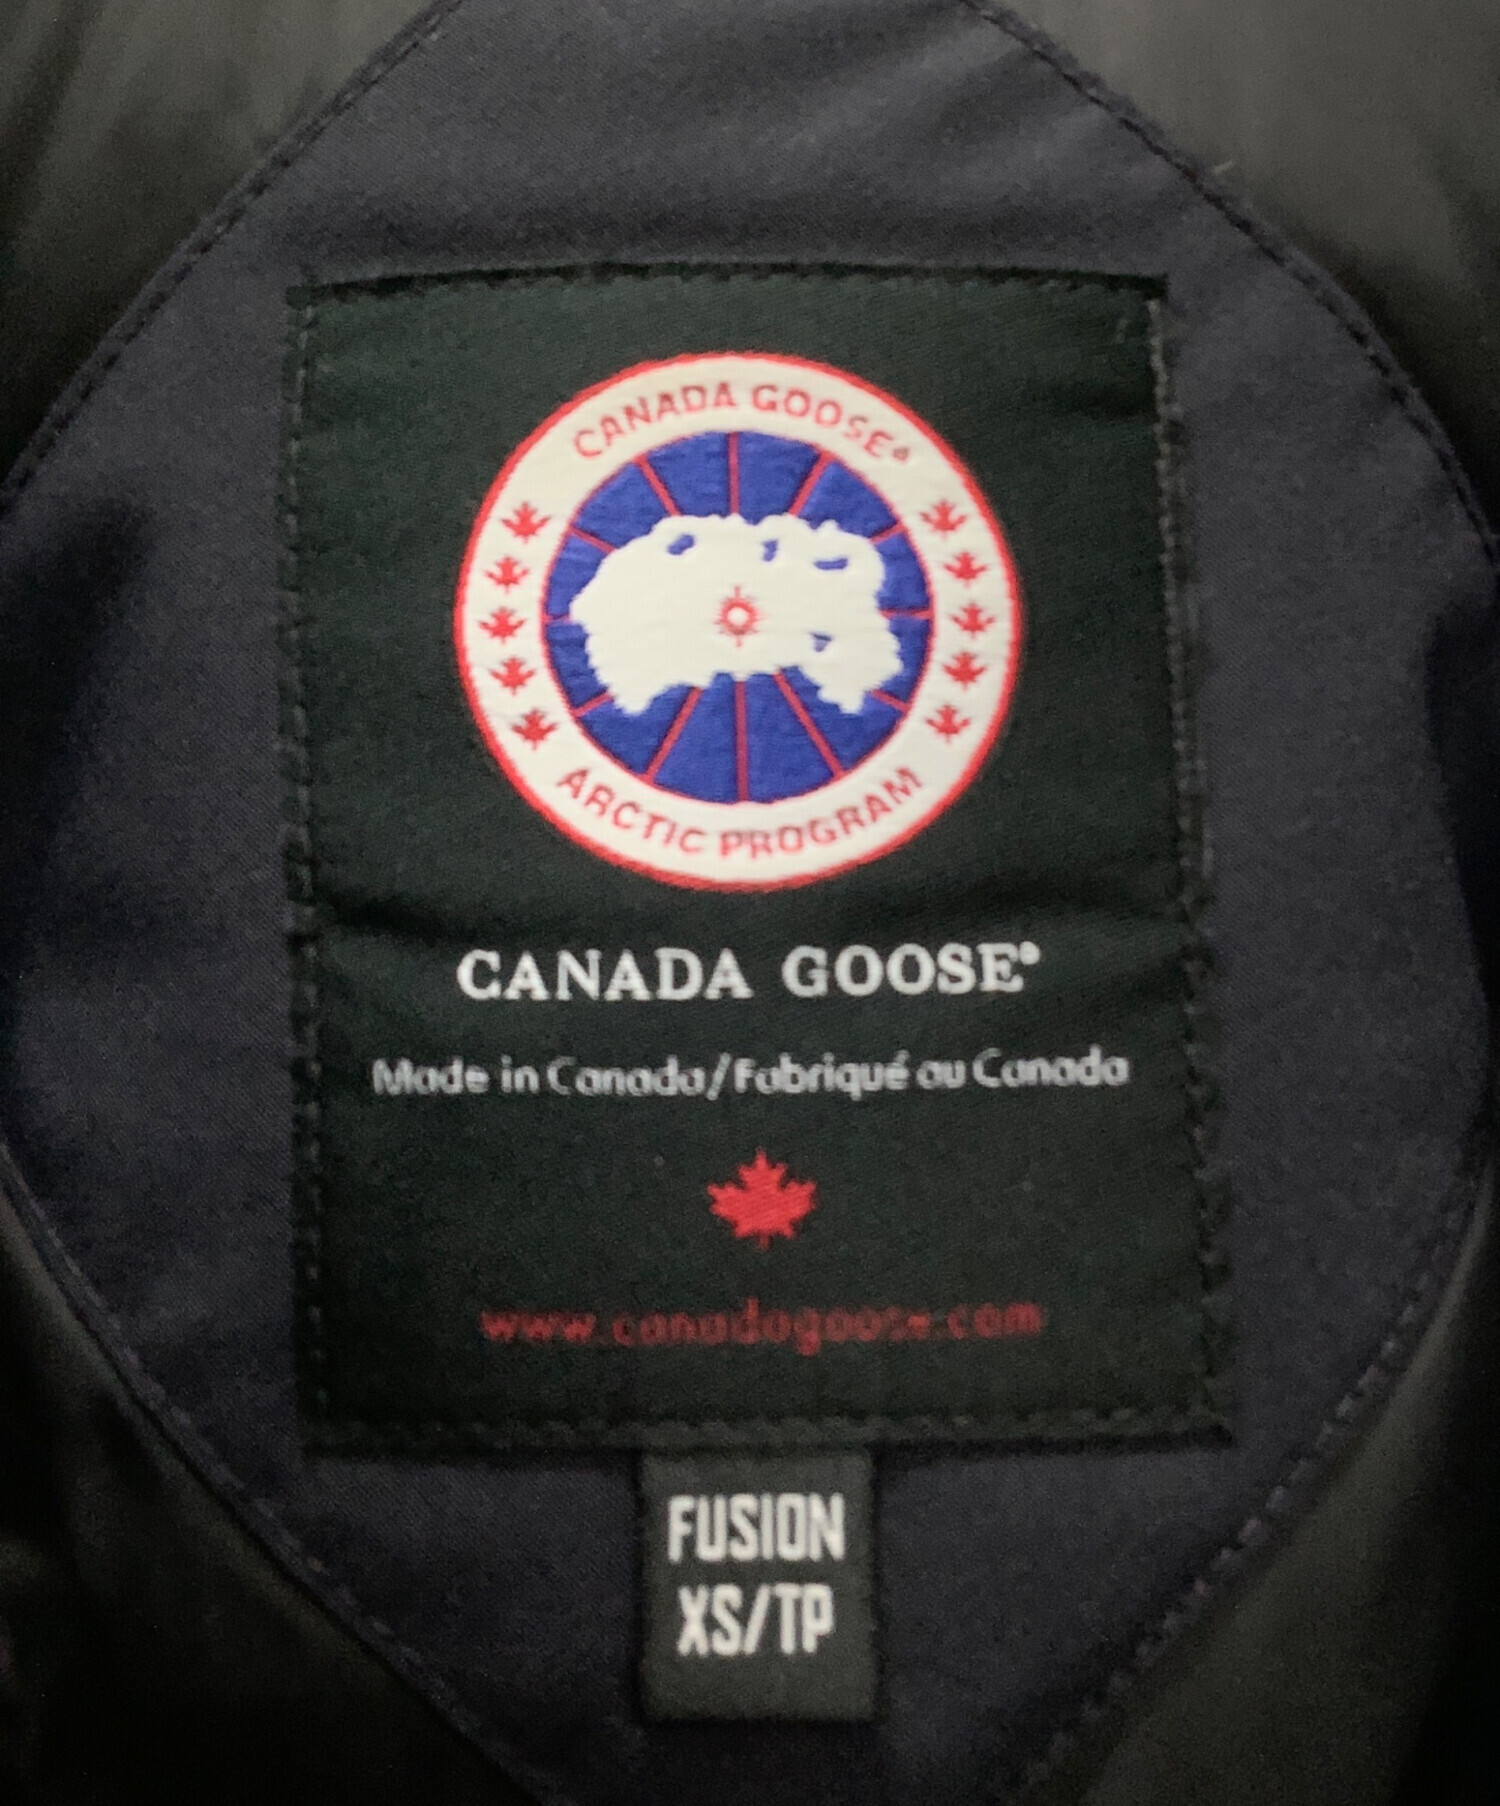 CANADA GOOSE®
ARCTIC PROGRAM
CANADA GOOSE®
Made in Canada/Fabriqué au Canada
www.canadagoose.com
FUSION
XS/TP